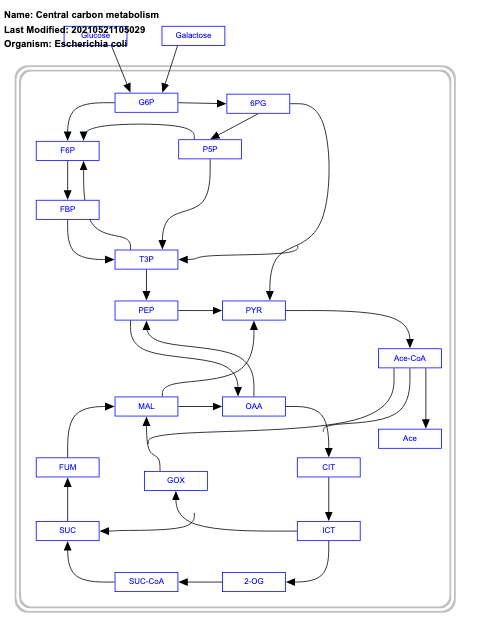 Name: Central carbon metabolism
Last Modified: 20210521105029
Organism: Escherichia coli
Glucose
Galactose
G6P
6PG
F6P
P5P
FBP
T3P
PEP
PYR
Ace-CoA
MAL
OAA
Ace
FUM
GOX
CIT
SUC
ICT
SUC-CoA
2-OG